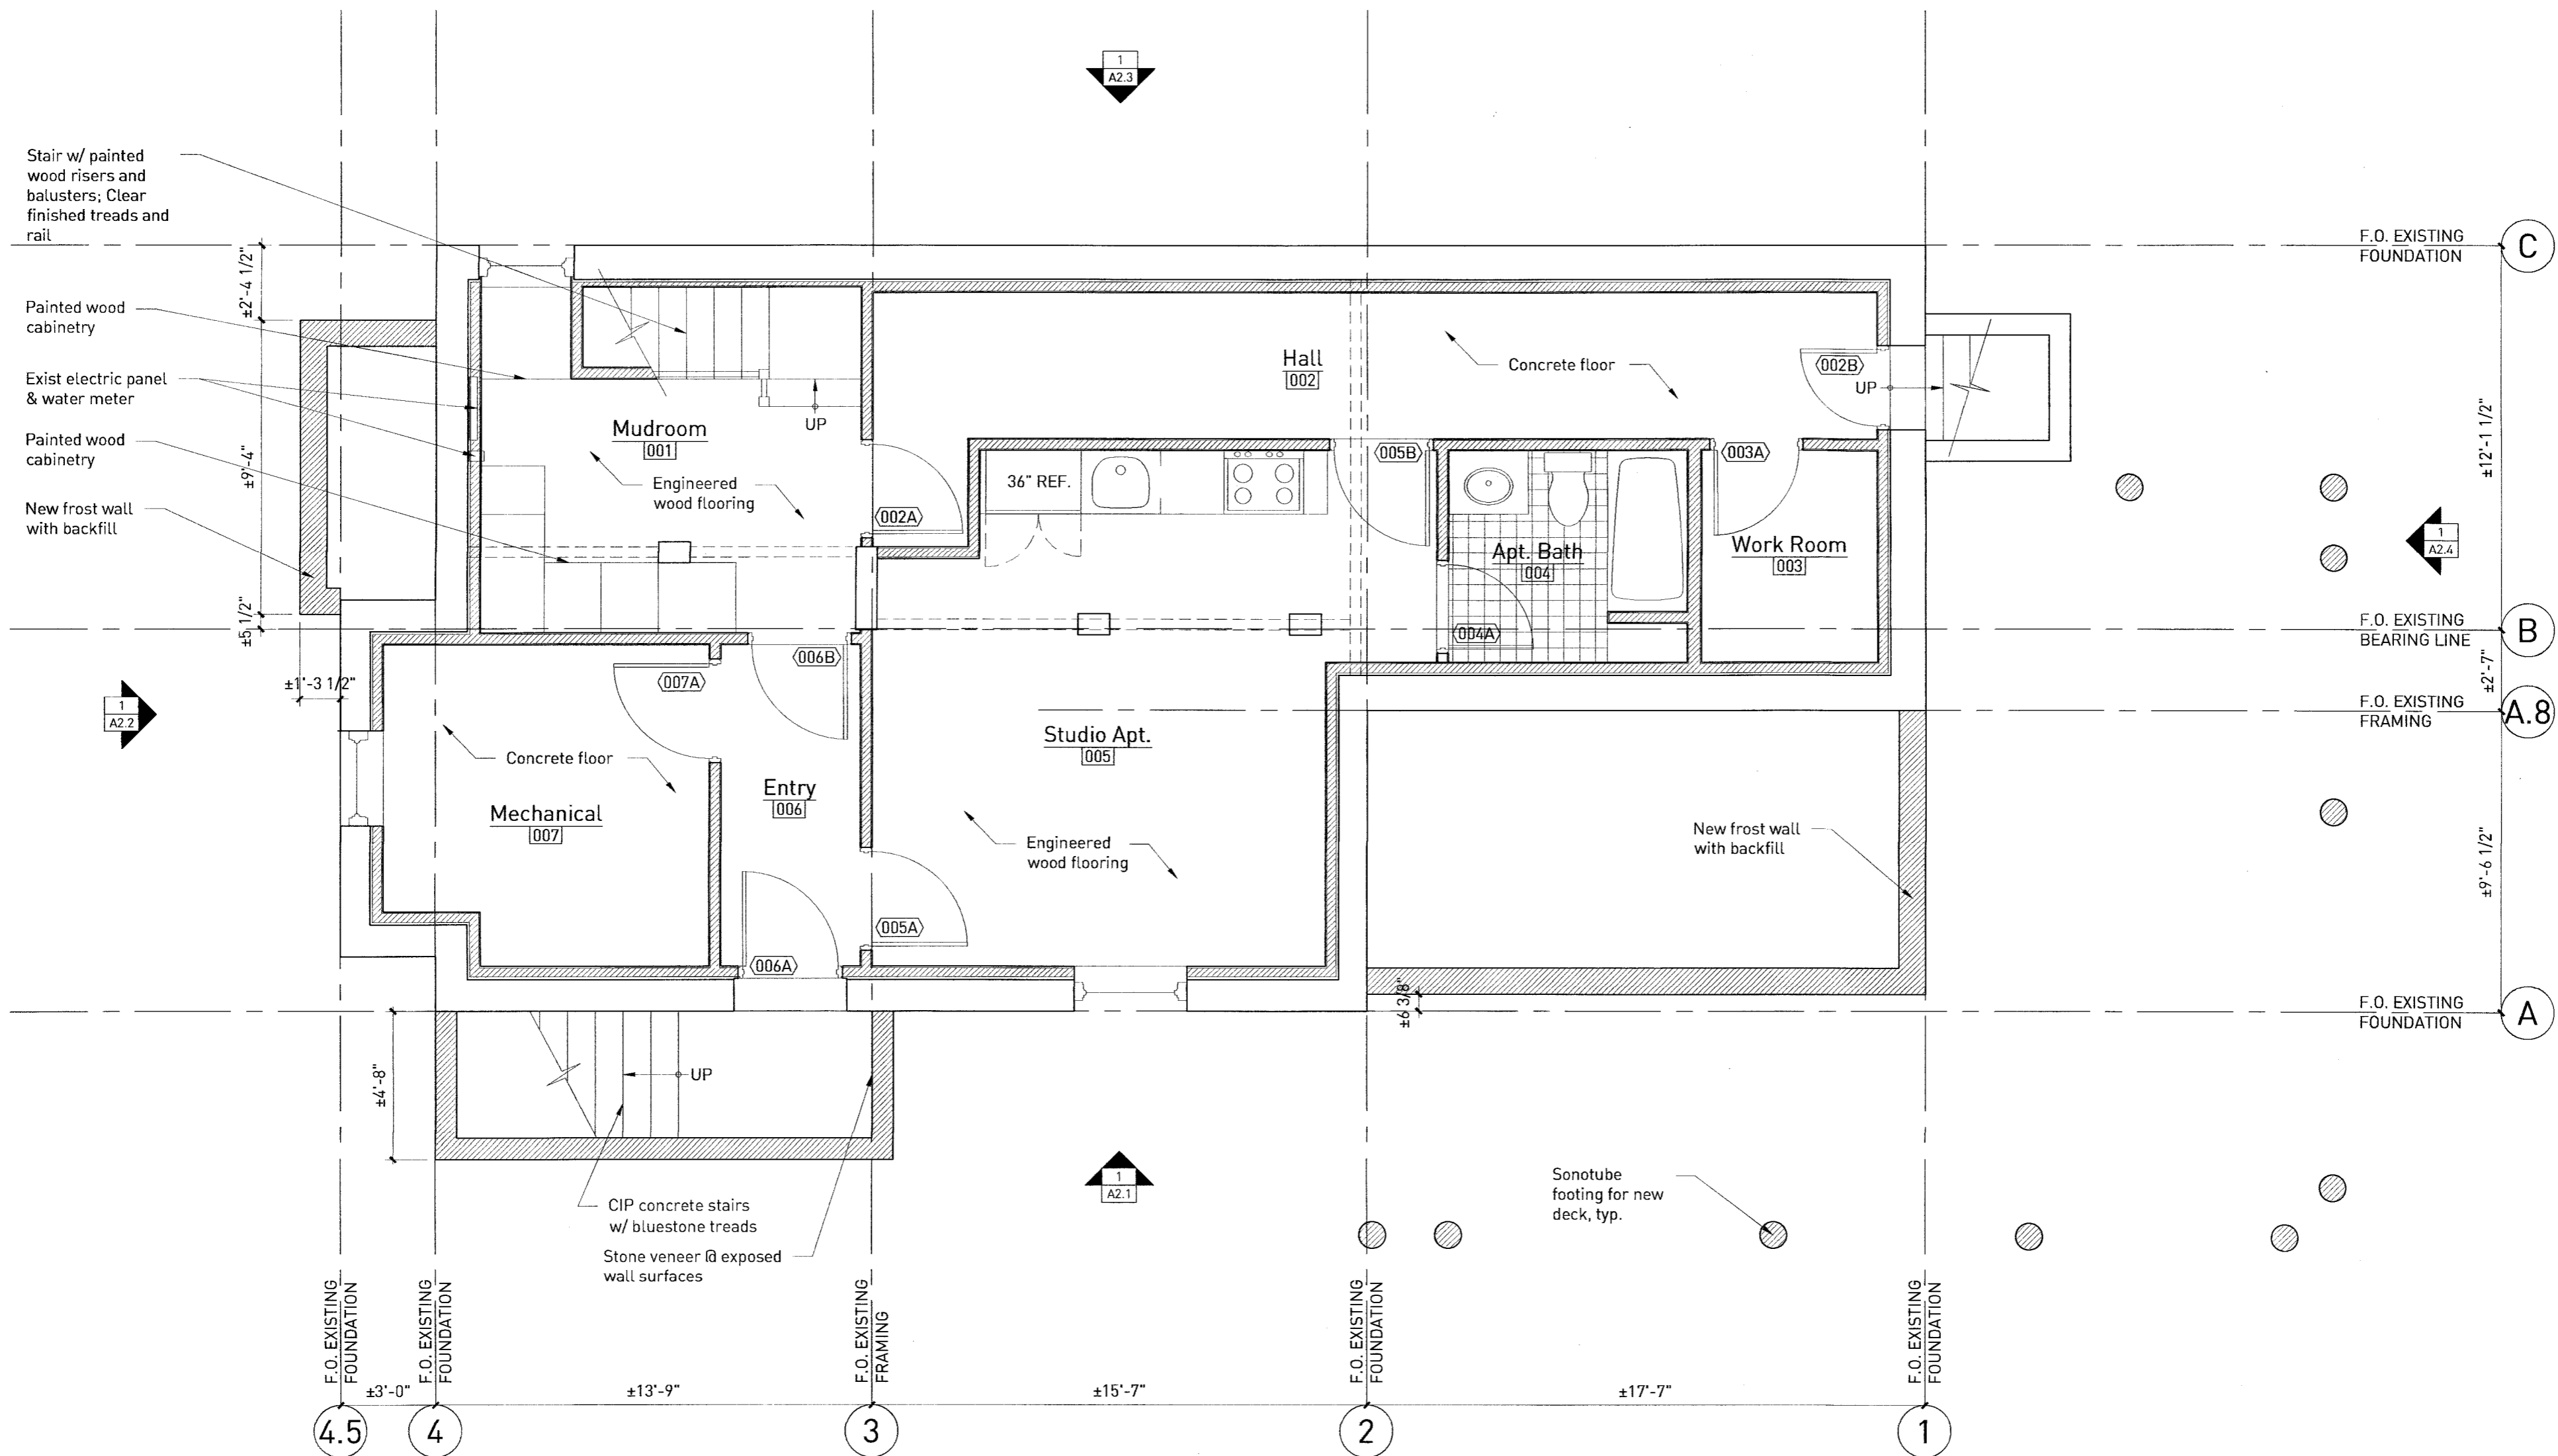 1
A2.3
Stair w/ painted
wood risers and
balusters; Clear
finished treads and
rail
F.O. EXISTING
FOUNDATION
C
±2'-4 1/2"
Painted wood
cabinetry
Exist electric panel
& water meter
Painted wood
cabinetry
New frost wall
with backfill
±9'-4"
±5 1/2"
±1'-3 1/2"
Hall
002
Concrete floor
002B
UP
UP
Mudroom
001
Engineered
wood flooring
002A
36" REF.
005B
003A
Apt. Bath
004
Work Room
003
004A
±12'-1 1/2"
1
A2.4
F.O. EXISTING
BEARING LINE
B
±2'-7"
F.O. EXISTING
FRAMING
A.8
1
A2.2
006B
007A
Concrete floor
Mechanical
007
Entry
006
Studio Apt.
005
Engineered
wood flooring
005A
006A
New frost wall
with backfill
±9'-6 1/2"
±6 3/8"
F.O. EXISTING
FOUNDATION
A
±4'-8"
UP
CIP concrete stairs
w/ bluestone treads
Stone veneer @ exposed
wall surfaces
1
A2.1
Sonotube
footing for new
deck, typ.
F.O. EXISTING
FOUNDATION
F.O. EXISTING
FOUNDATION
F.O. EXISTING
FRAMING
F.O. EXISTING
FOUNDATION
F.O. EXISTING
FOUNDATION
±3'-0"
±13'-9"
±15'-7"
±17'-7"
4.5
4
3
2
1